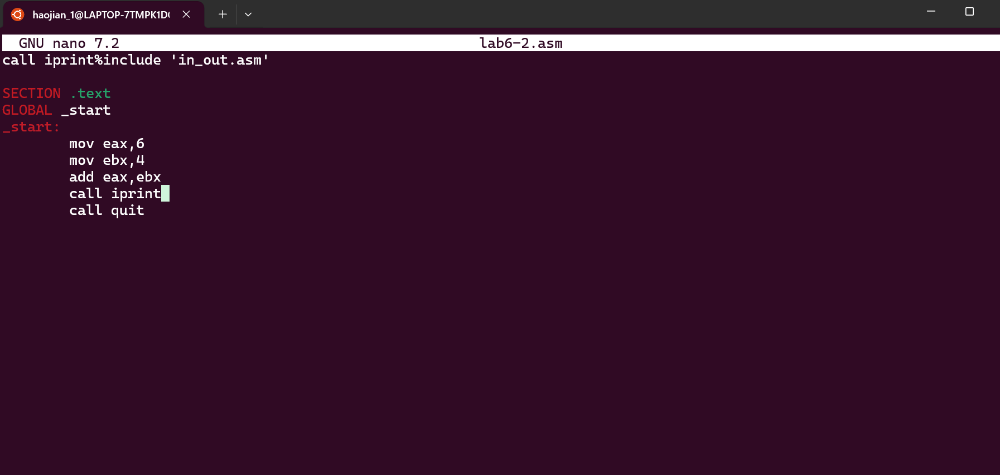 haojian_1@LAPTOP-7TMPK1D
GNU nano 7.2 lab6-2.asm
call iprint%include 'in_out.asm'
SECTION .text
GLOBAL _start
_start:
mov eax,6
mov ebx,4
add eax,ebx
call iprint
call quit